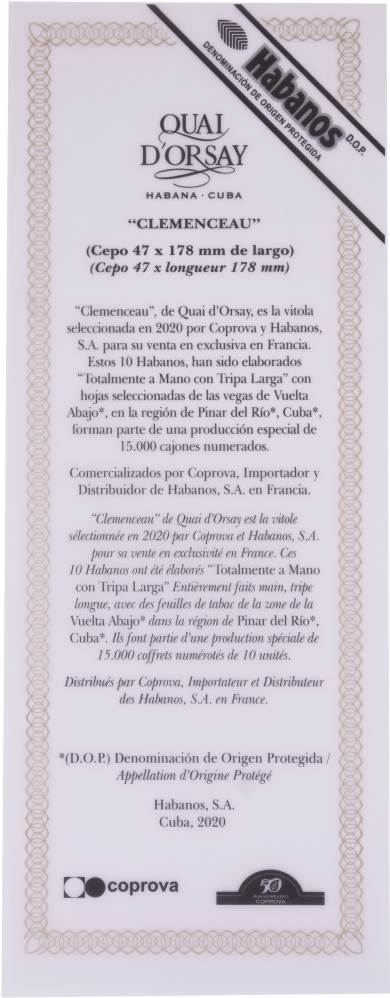 Habanos
DENOMINACIÓN DE ORIGEN PROTEGIDA
D.O.P.
QUAI
D'ORSAY
HABANA · CUBA
“CLEMENCEAU”
(Cepo 47 x 178 mm de largo)
(Cepo 47 x longueur 178 mm)
“Clemenceau”, de Quai d'Orsay, es la vitola
seleccionada en 2020 por Coprova y Habanos,
S.A. para su venta en exclusiva en Francia.
Estos 10 Habanos, han sido elaborados
“Totalmente a Mano con Tripa Larga” con
hojas seleccionadas de las vegas de Vuelta
Abajo*, en la región de Pinar del Río*, Cuba*,
forman parte de una producción especial de
15.000 cajones numerados.
Comercializados por Coprova, Importador y
Distribuidor de Habanos, S.A. en Francia.
“Clemenceau” de Quai d'Orsay est la vitole
sélectionnée en 2020 par Coprova et Habanos, S.A.
pour sa vente en exclusivité en France. Ces
10 Habanos ont été élaborés “Totalmente a Mano
con Tripa Larga” Entièrement faits main, tripe
longue, avec des feuilles de tabac de la zone de la
Vuelta Abajo* dans la région de Pinar del Río*,
Cuba*. Ils font partie d'une production spéciale de
15.000 coffrets numérotés de 10 unités.
Distribués par Coprova, Importateur et Distributeur
des Habanos, S.A. en France.
*(D.O.P.) Denominación de Origen Protegida /
Appellation d'Origine Protégé
Habanos, S.A.
Cuba, 2020
coprova
50
ANIVERSARIO
COPROVA